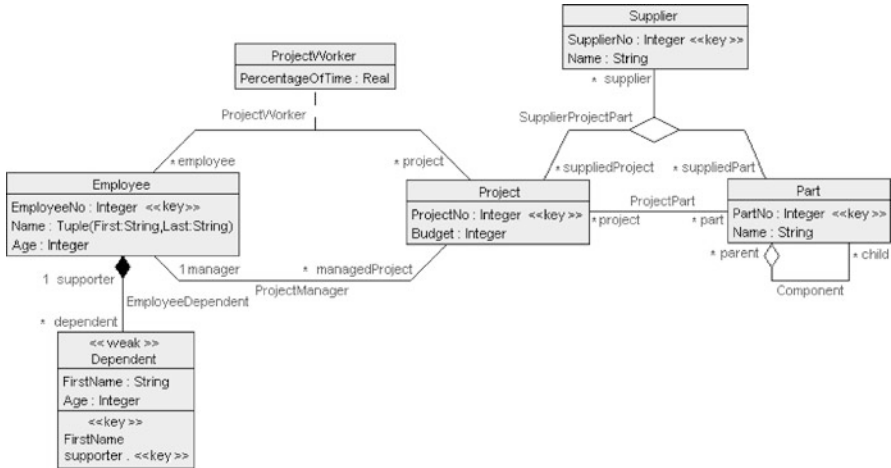 Supplier
SupplierNo : Integer <<key>>
Name : String
* supplier
ProjectWorker
PercentageOfTime : Real
ProjectWorker
SupplierProjectPart
*employee
* project
*suppliedProject
*suppliedPart
Employee
EmployeeNo : Integer <<key>>
Name : Tuple(First:String,Last:String)
Age : Integer
Project
ProjectNo : Integer <<key>>
Budget : Integer
ProjectPart
*project
* part
Part
PartNo : Integer <<key>>
Name : String
* parent
* child
Component
1 supporter
1manager
* managedProject
ProjectManager
EmployeeDependent
* dependent
<<weak>>
Dependent
FirstName : String
Age : Integer
<<key>>
FirstName
supporter . <<key>>